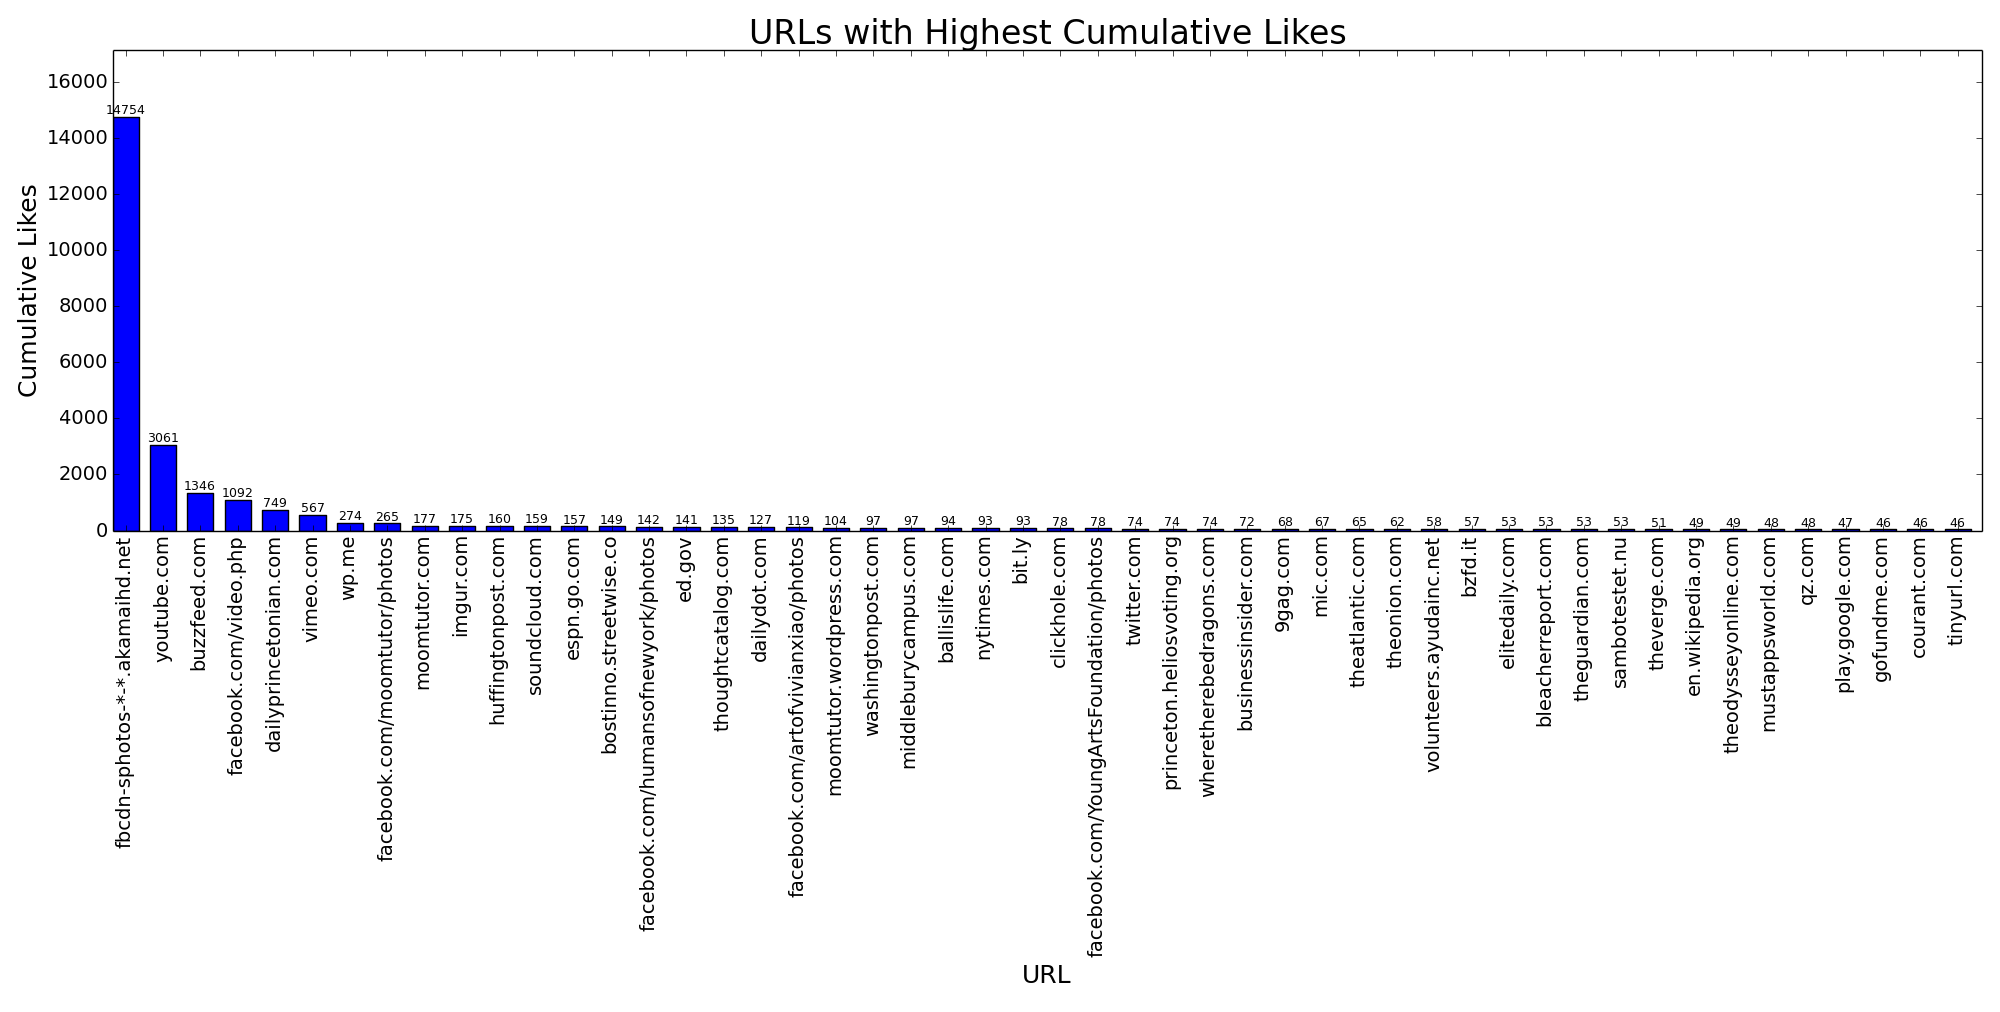 URLs with Highest Cumulative Likes
Cumulative Likes
16000
14000
12000
10000
8000
6000
4000
2000
0
14754
3061
1346
1092
749
567
274
265
177
175
160
159
157
149
142
141
135
127
119
104
97
97
94
93
93
78
78
74
74
74
72
68
67
65
62
58
57
53
53
53
53
51
49
49
48
48
47
46
46
46
fbcdn-sphotos-*-*.akamaihd.net
youtube.com
buzzfeed.com
facebook.com/video.php
dailyprincetonian.com
vimeo.com
wp.me
facebook.com/moomtutor/photos
moomtutor.com
imgur.com
huffingtonpost.com
soundcloud.com
espn.go.com
bostinno.streetwise.co
facebook.com/humansofnewyork/photos
ed.gov
thoughtcatalog.com
dailydot.com
facebook.com/artofvivianxiao/photos
moomtutor.wordpress.com
washingtonpost.com
middleburycampus.com
ballislife.com
nytimes.com
bit.ly
clickhole.com
facebook.com/YoungArtsFoundation/photos
twitter.com
princeton.heliosvoting.org
wheretherebedragons.com
businessinsider.com
9gag.com
mic.com
theatlantic.com
theonion.com
volunteers.ayudainc.net
bzfd.it
elitedaily.com
bleacherreport.com
theguardian.com
sambotestet.nu
theverge.com
en.wikipedia.org
theodysseyonline.com
mustappsworld.com
qz.com
play.google.com
gofundme.com
courant.com
tinyurl.com
URL